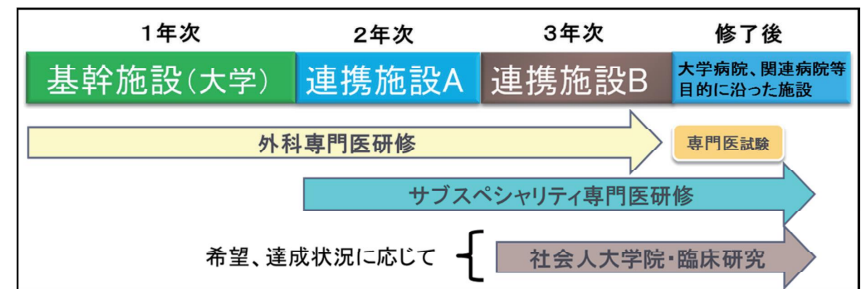 1年次 2年次 3年次 修了後
基幹施設(大学) 連携施設A 連携施設B 大学病院、関連病院等
目的に沿った施設
外科専門医研修 専門医試験
サブスペシャリティ専門医研修
希望、達成状況に応じて 社会人大学院・臨床研究